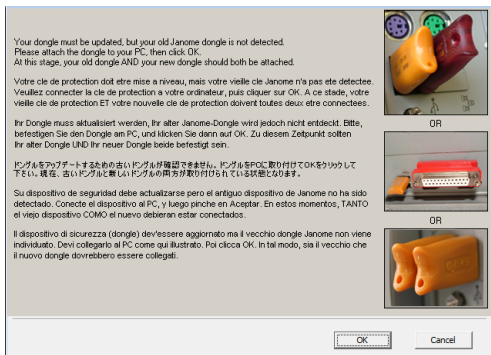 Your dongle must be updated, but your old Janome dongle is not detected.
Please attach the dongle to your PC, then click OK.
At this stage, your old dongle AND your new dongle should both be attached.
Votre cle de protection doit etre mise a niveau, mais votre vieille cle Janome n'a pas ete detectee.
Veuillez connecter la cle de protection a votre ordinateur, puis cliquer sur OK. A ce stade, votre
vieille cle de protection ET votre nouvelle cle de protection doivent toutes deux etre connectees.
Ihr Dongle muss aktualisiert werden, Ihr alter Janome-Dongle wird jedoch nicht entdeckt. Bitte,
befestigen Sie den Dongle am PC, und klicken Sie dann auf OK. Zu diesem Zeitpunkt sollten
Ihr alter Dongle UND Ihr neuer Dongle beide befestigt sein.
ドングルをアップデートするための古いドングルが確認できません。ドングルをPCに取り付けてOKをクリックして
下さい。現在、古いドングルと新しいドングルの両方が取り付けられている状態となります。
Su dispositivo de seguridad debe actualizarse pero el antiguo dispositivo de Janome no ha sido
detectado. Conecte el dispositivo al PC, y luego pinche en Aceptar. En estos momentos, TANTO
el viejo dispositivo COMO el nuevo debieran estar conectados.
Il dispositivo di sicurezza (dongle) dev'essere aggiornato ma il vecchio dongle Janome non viene
individuato. Devi collegarlo al PC come qui illustrato. Poi clicca OK. In tal modo, sia il vecchio che
il nuovo dongle dovrebbero essere collegati.
OR
OR
OK
Cancel